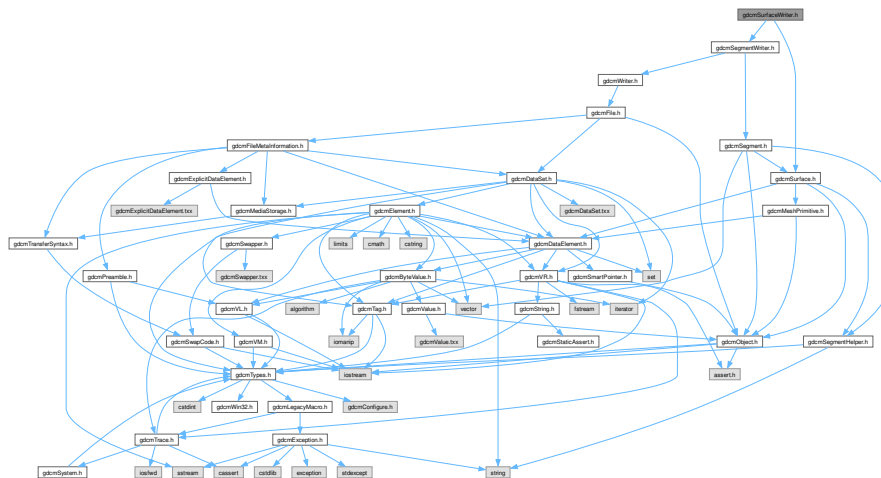 gdcmSurfaceWriter.h
gdcmSegmentWriter.h
gdcmWriter.h
gdcmFile.h
gdcmFileMetaInformation.h
gdcmSegment.h
gdcmExplicitDataElement.h
gdcmDataSet.h
gdcmSurface.h
gdcmExplicitDataElement.txx
gdcmMediaStorage.h
gdcmElement.h
gdcmDataSet.txx
gdcmMeshPrimitive.h
gdcmTransferSyntax.h
gdcmSwapper.h
limits
cmath
cstring
gdcmDataElement.h
gdcmPreamble.h
gdcmSwapper.txx
gdcmByteValue.h
gdcmVR.h
gdcmSmartPointer.h
set
gdcmVL.h
algorithm
gdcmTag.h
gdcmValue.h
vector
gdcmString.h
fstream
iterator
gdcmSwapCode.h
gdcmVM.h
iomanip
gdcmValue.txx
gdcmStaticAssert.h
gdcmObject.h
gdcmSegmentHelper.h
gdcmTypes.h
iostream
assert.h
cstdint
gdcmWin32.h
gdcmLegacyMacro.h
gdcmConfigure.h
gdcmTrace.h
gdcmException.h
gdcmSystem.h
iosfwd
sstream
cassert
cstdlib
exception
stdexcept
string